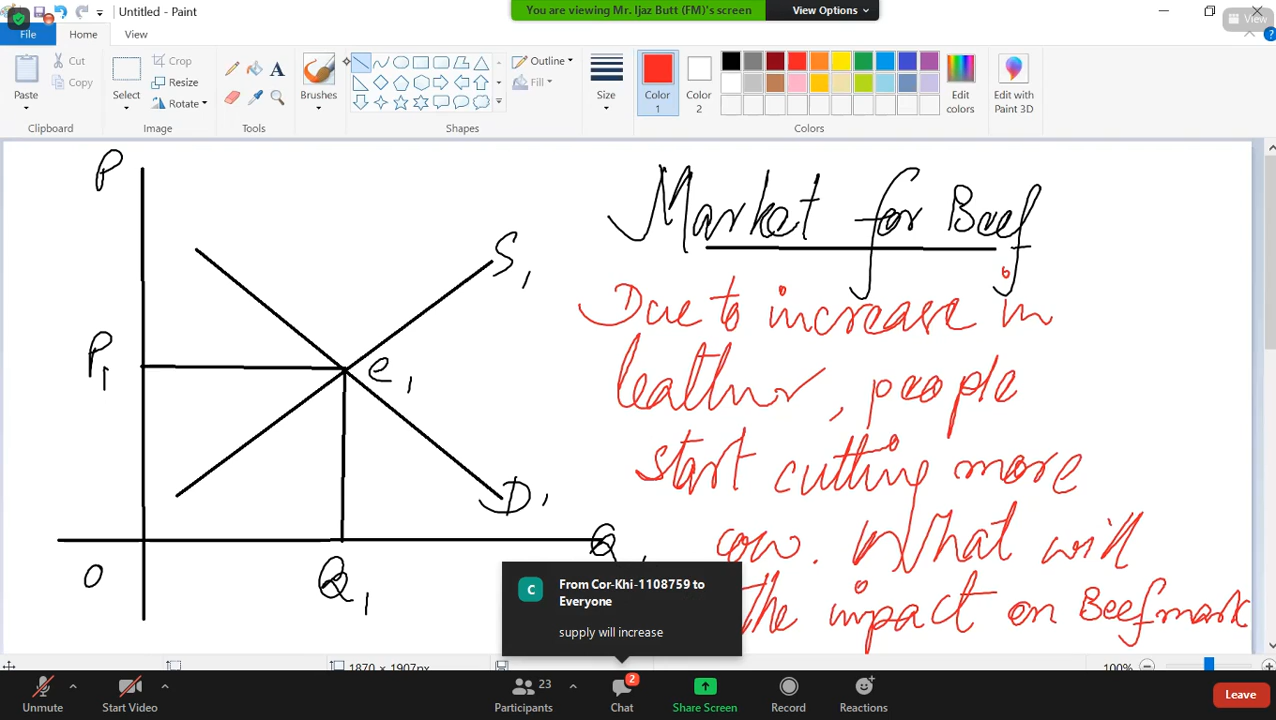 Untitled - Paint
You are viewing Mr. Ijaz Butt (FM)'s screen
View Options
View
File
Home
View
Paste
Cut
Copy
Clipboard
Select
Crop
Resize
Rotate
Image
Tools
Brushes
Outline
Fill
Shapes
Size
Color 1
Color 2
Edit colors
Edit with Paint 3D
Colors
P
Market for Beef
S1
Due to increase in
P1
e1
leather, people
start cutting more
D1
Q
cow. What will
O
Q1
the impact on Beef mark
From Cor-Khi-1108759 to
Everyone
supply will increase
1870 × 1907px
100%
Unmute
Start Video
23
Participants
2
Chat
Share Screen
Record
Reactions
Leave